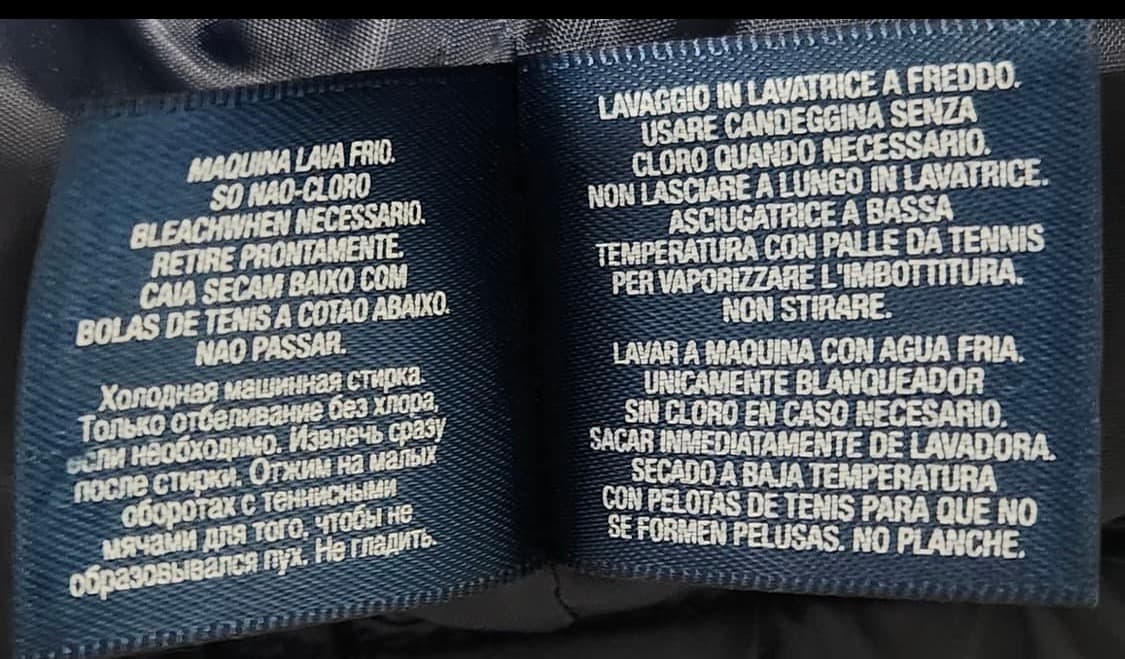 MAQUINA LAVA FRIO.
SO NAO-CLORO
BLEACHWHEN NECESSARIO.
RETIRE PRONTAMENTE.
CAIA SECAM BAIXO COM
BOLAS DE TENIS A COTAO ABAIXO.
NAO PASSAR.
Холодная машинная стирка.
Только отбеливание без хлора,
если необходимо. Извлечь сразу
после стирки. Отжим на малых
оборотах с теннисными
мячами для того, чтобы не
образовывался пух. Не гладить.
LAVAGGIO IN LAVATRICE A FREDDO.
USARE CANDEGGINA SENZA
CLORO QUANDO NECESSARIO.
NON LASCIARE A LUNGO IN LAVATRICE.
ASCIUGATRICE A BASSA
TEMPERATURA CON PALLE DA TENNIS
PER VAPORIZZARE L'IMBOTTITURA.
NON STIRARE.
LAVAR A MAQUINA CON AGUA FRIA.
UNICAMENTE BLANQUEADOR
SIN CLORO EN CASO NECESARIO.
SACAR INMEDIATAMENTE DE LAVADORA.
SECADO A BAJA TEMPERATURA
CON PELOTAS DE TENIS PARA QUE NO
SE FORMEN PELUSAS. NO PLANCHE.